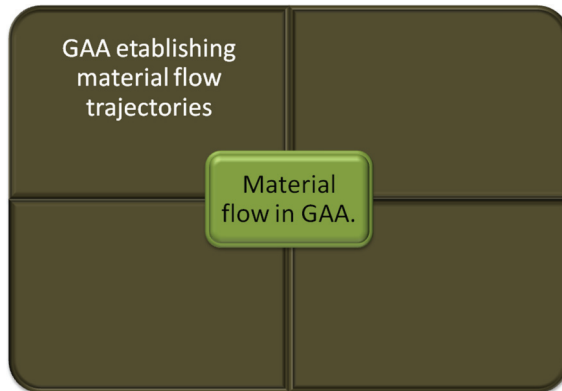 GAA etablishing
material flow
trajectories
Material
flow in GAA.